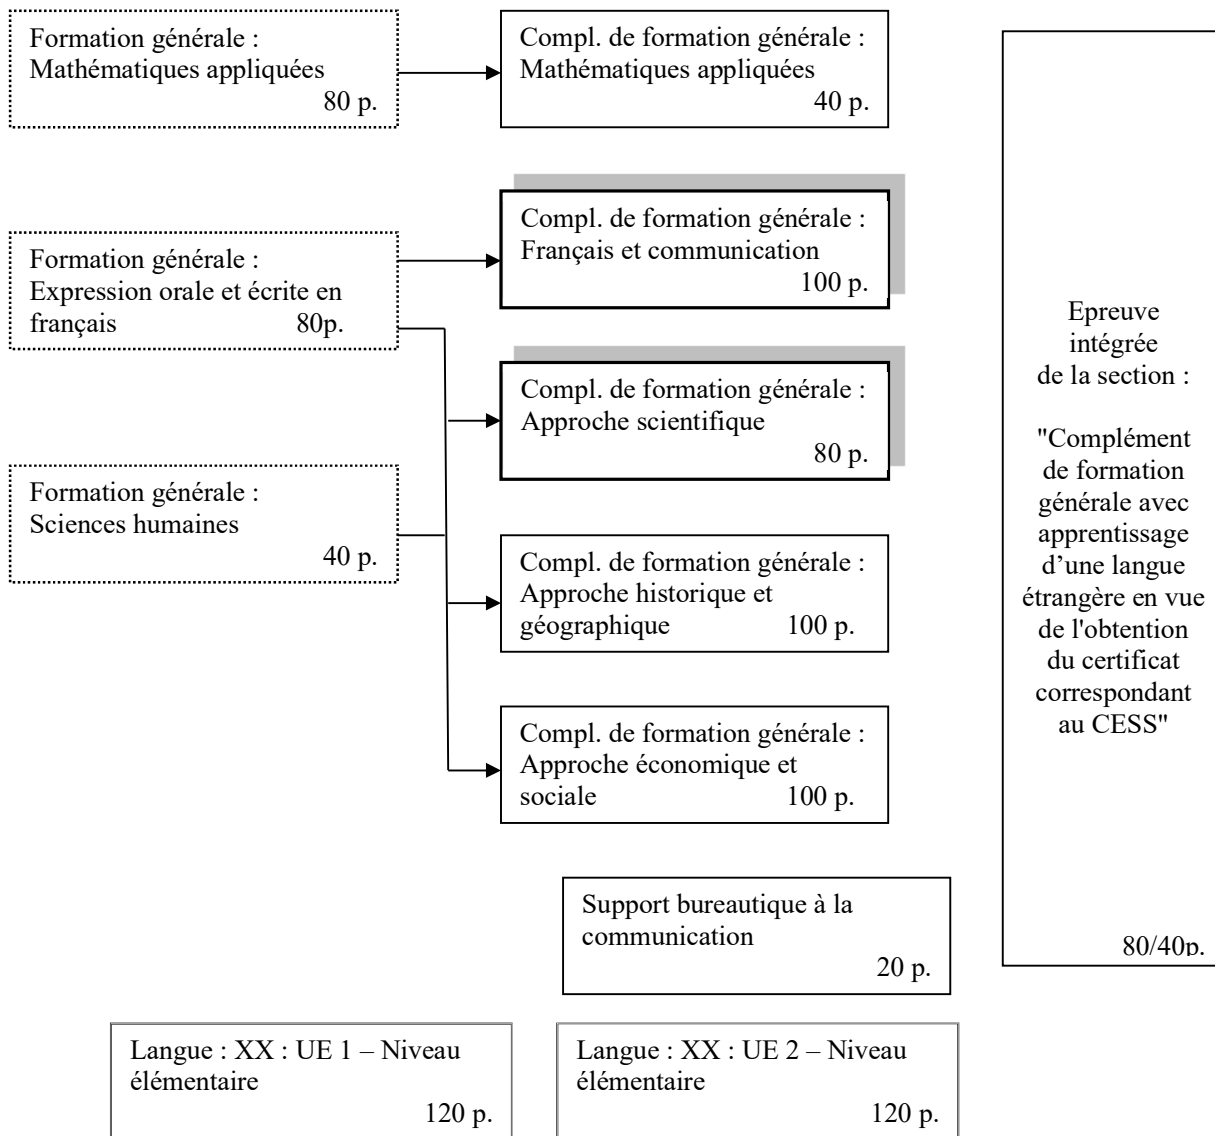 Formation générale :
Mathématiques appliquées
80 p.
Compl. de formation générale :
Mathématiques appliquées
40 p.
Formation générale :
Expression orale et écrite en
français 80p.
Compl. de formation générale :
Français et communication
100 p.
Compl. de formation générale :
Approche scientifique
80 p.
Formation générale :
Sciences humaines
40 p.
Compl. de formation générale :
Approche historique et
géographique 100 p.
Compl. de formation générale :
Approche économique et
sociale 100 p.
Epreuve
intégrée
de la section :
"Complément
de formation
générale avec
apprentissage
d’une langue
étrangère en vue
de l'obtention
du certificat
correspondant
au CESS"
80/40p.
Support bureautique à la
communication
20 p.
Langue : XX : UE 1 – Niveau
élémentaire
120 p.
Langue : XX : UE 2 – Niveau
élémentaire
120 p.